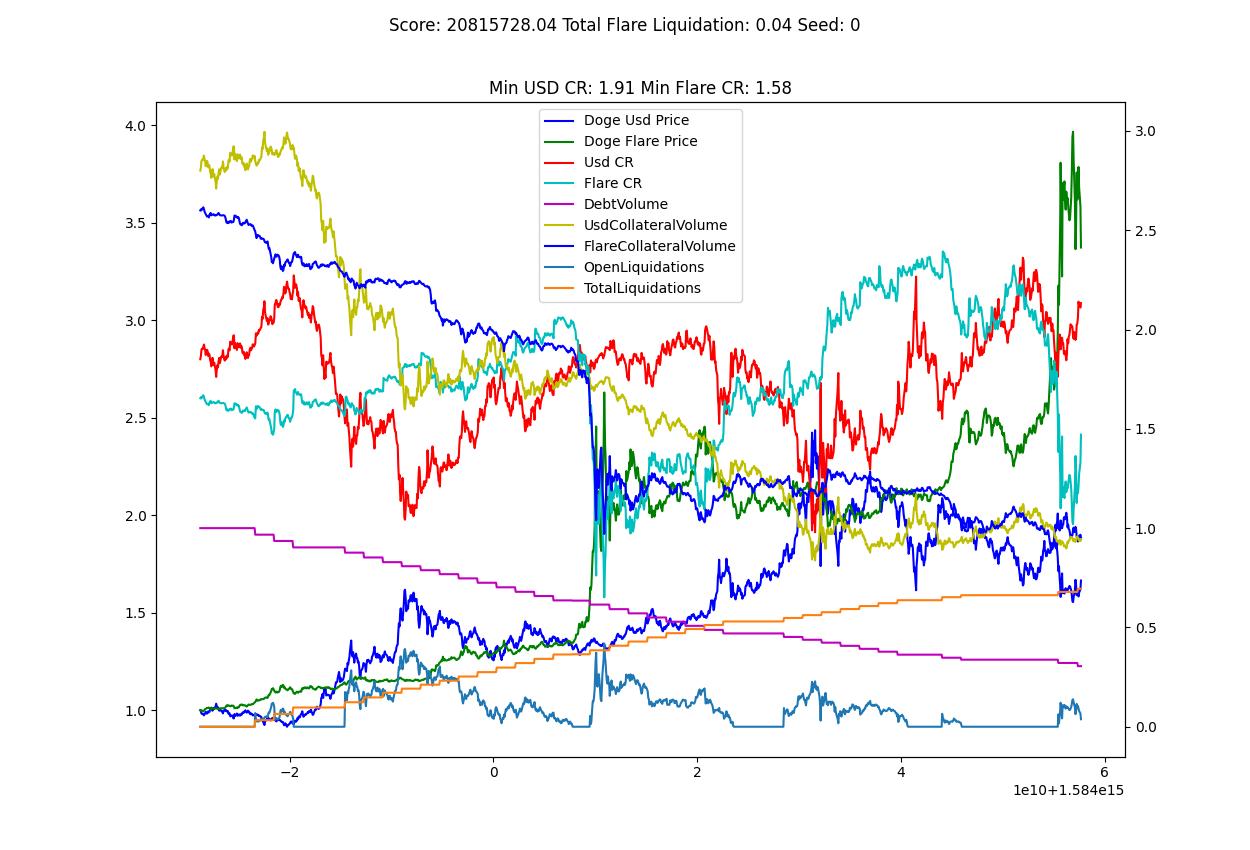 Score: 20815728.04 Total Flare Liquidation: 0.04 Seed: 0
Min USD CR: 1.91 Min Flare CR: 1.58
Doge Usd Price
Doge Flare Price
Usd CR
Flare CR
DebtVolume
UsdCollateralVolume
FlareCollateralVolume
OpenLiquidations
TotalLiquidations
4.0
3.5
3.0
2.5
2.0
1.5
1.0
3.0
2.5
2.0
1.5
1.0
0.5
0.0
−2 0 2 4 6
1e10+1.584e15